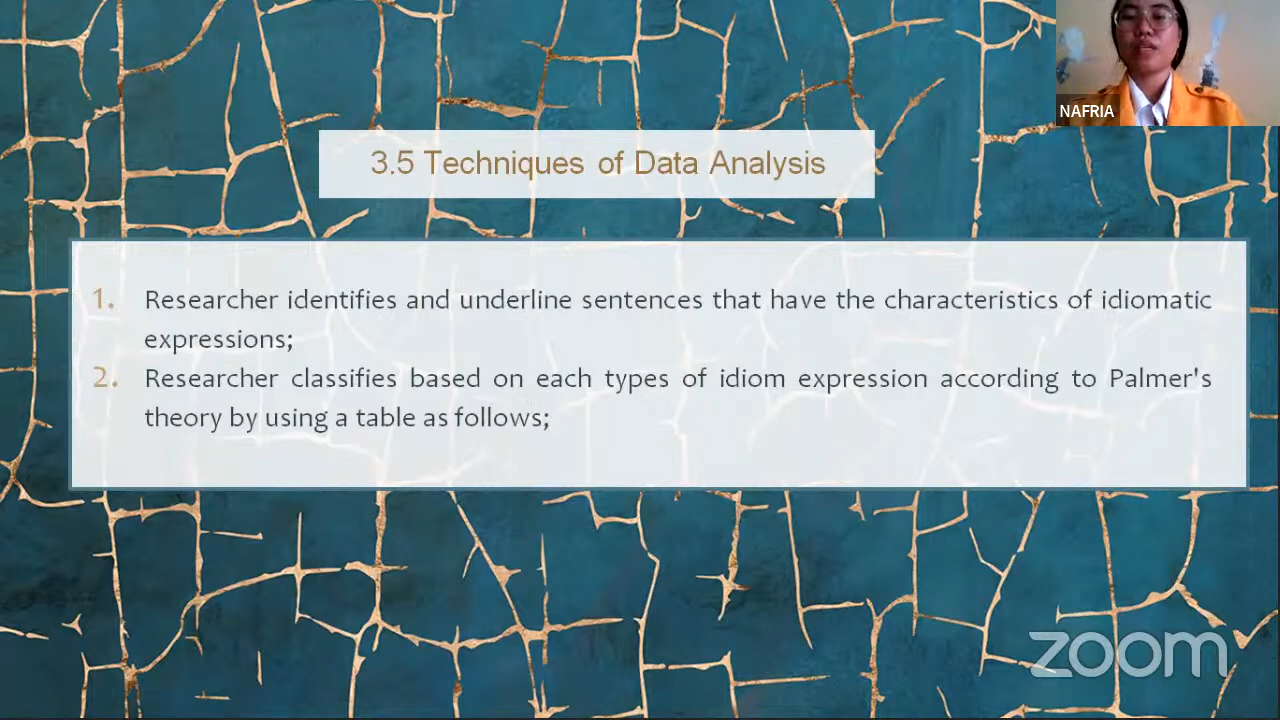 NAFRIA
3.5 Techniques of Data Analysis
1. Researcher identifies and underline sentences that have the characteristics of idiomatic
expressions;
2. Researcher classifies based on each types of idiom expression according to Palmer's
theory by using a table as follows;
zoom